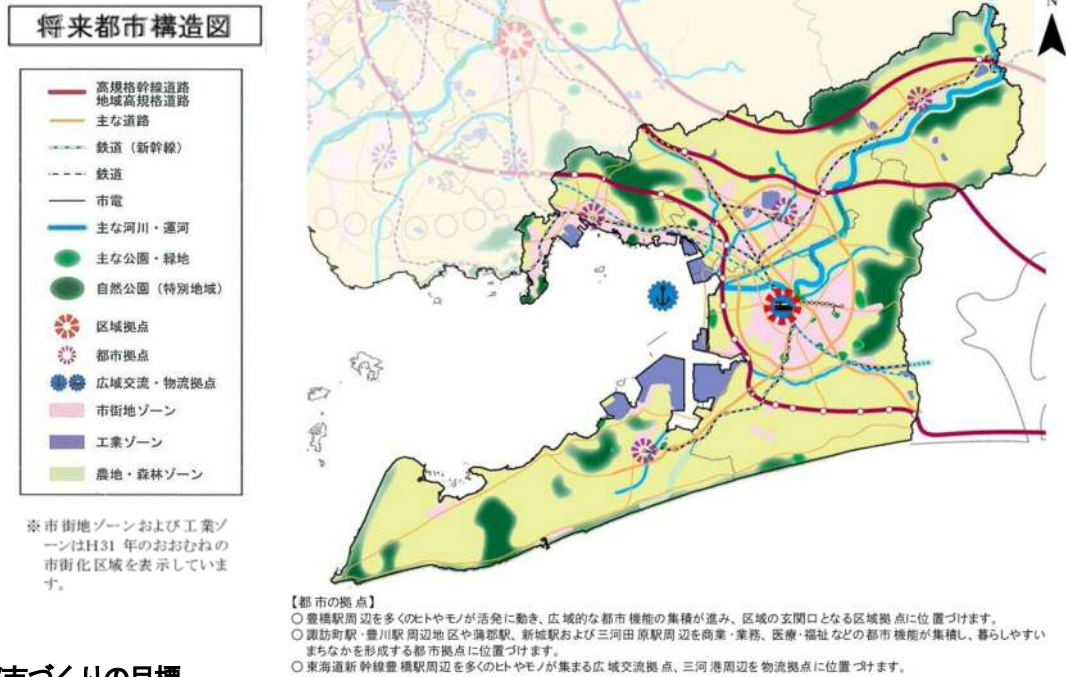 将来都市構造図
高規格幹線道路
地域高規格道路
主な道路
鉄道（新幹線）
鉄道
市電
主な河川・運河
主な公園・緑地
自然公園（特別地域）
区域拠点
都市拠点
広域交流・物流拠点
市街地ゾーン
工業ゾーン
農地・森林ゾーン
※市街地ゾーンおよび工業ゾ
ーンはH31 年のおおむねの
市街化区域を表示していま
す。
N
【都市の拠点】
○豊橋駅周辺を多くのヒトやモノが活発に動き、広域的な都市機能の集積が進み、区域の玄関口となる区域拠点に位置づけます。
○諏訪町駅・豊川駅周辺地区や蒲郡駅、新城駅および三河田原駅周辺を商業・業務、医療・福祉などの都市機能が集積し、暮らしやすい
まちなかを形成する都市拠点に位置づけます。
○東海道新幹線豊橋駅周辺を多くのヒトやモノが集まる広域交流拠点、三河港周辺を物流拠点に位置づけます。
市づくりの目標